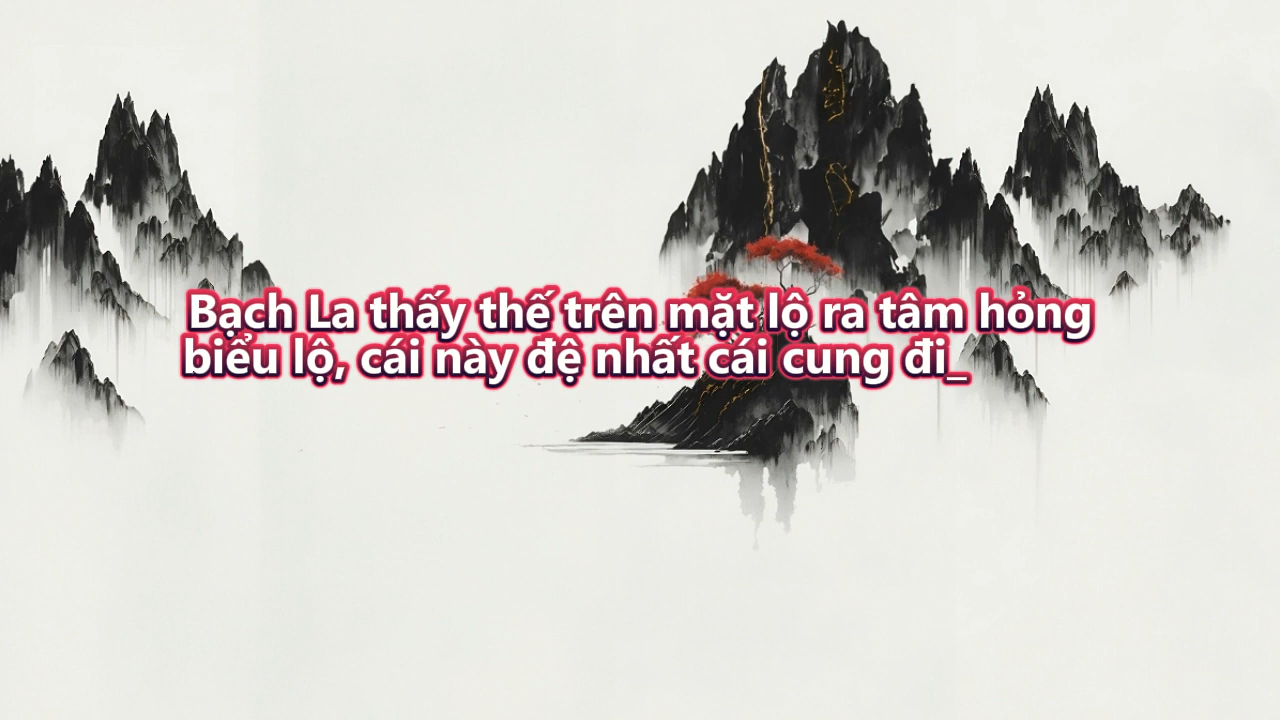 Bạch La thấy thế trên mặt lộ ra tâm hỏng
biểu lộ, cái này đệ nhất cái cung đi_